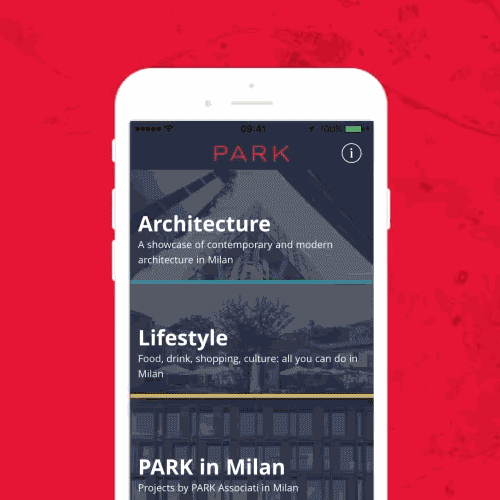 09:41 100%
PARK i
Architecture
A showcase of contemporary and modern
architecture in Milan
Lifestyle
Food, drink, shopping, culture: all you can do in
Milan
PARK in Milan
Projects by PARK Associati in Milan